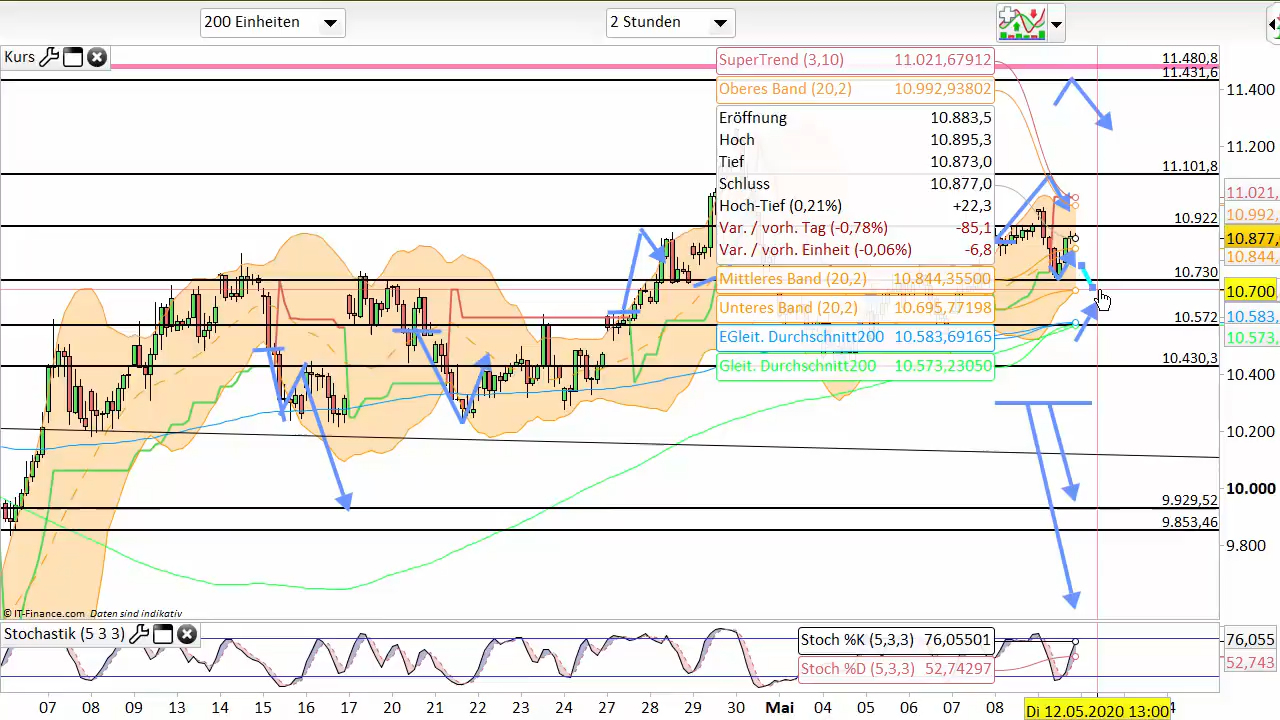 200 Einheiten
2 Stunden
Kurs
SuperTrend (3,10) 11.021,67912
Oberes Band (20,2) 10.992,93802
Eröffnung 10.883,5
Hoch 10.895,3
Tief 10.873,0
Schluss 10.877,0
Hoch-Tief (0,21%) +22,3
Var. / vorh. Tag (-0,78%) -85,1
Var. / vorh. Einheit (-0,06%) -6,8
Mittleres Band (20,2) 10.844,35500
Unteres Band (20,2) 10.695,77198
EGleit. Durchschnitt200 10.583,69165
Gleit. Durchschnitt200 10.573,23050
11.480,8
11.431,6
11.101,8
10.922
10.730
10.572
10.430,3
9.929,52
9.853,46
11.400
11.200
11.021,
10.992,
10.877,
10.844,
10.700,
10.583,
10.573,
10.400
10.200
10.000
9.800
© IT-Finance.com Daten sind indikativ
Stochastik (5 3 3)
Stoch %K (5,3,3) 76,05501
Stoch %D (5,3,3) 52,74297
76,055
52,743
07 08 09 13 14 15 16 17 20 21 22 23 24 27 28 29 30 Mai 04 05 06 07 08 Di 12.05.2020 13:00 4